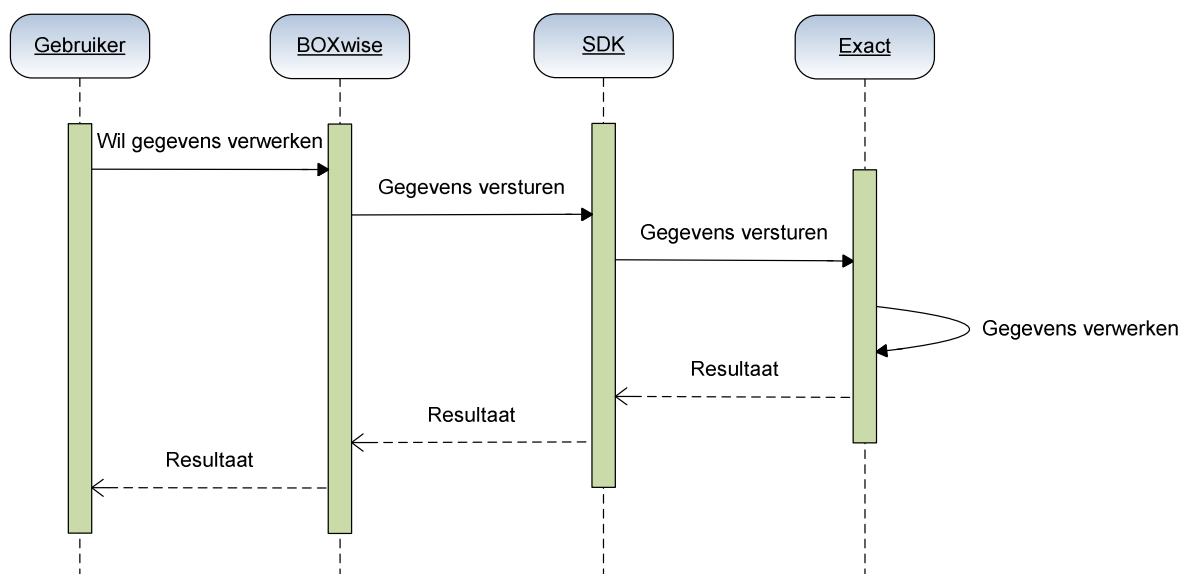 Gebruiker
BOXwise
SDK
Exact
Wil gegevens verwerken
Gegevens versturen
Gegevens versturen
Gegevens verwerken
Resultaat
Resultaat
Resultaat